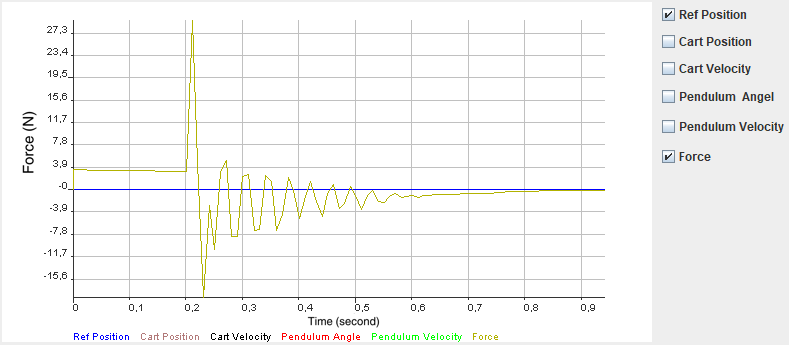 27,3
23,4
19,5
15,6
11,7
7,8
3,9
-0
-3,9
-7,8
-11,7
-15,6
Force (N)
0 0,1 0,2 0,3 0,4 0,5 0,6 0,7 0,8 0,9
Time (second)
Ref Position Cart Position Cart Velocity Pendulum Angle Pendulum Velocity Force
Ref Position
Cart Position
Cart Velocity
Pendulum Angel
Pendulum Velocity
Force